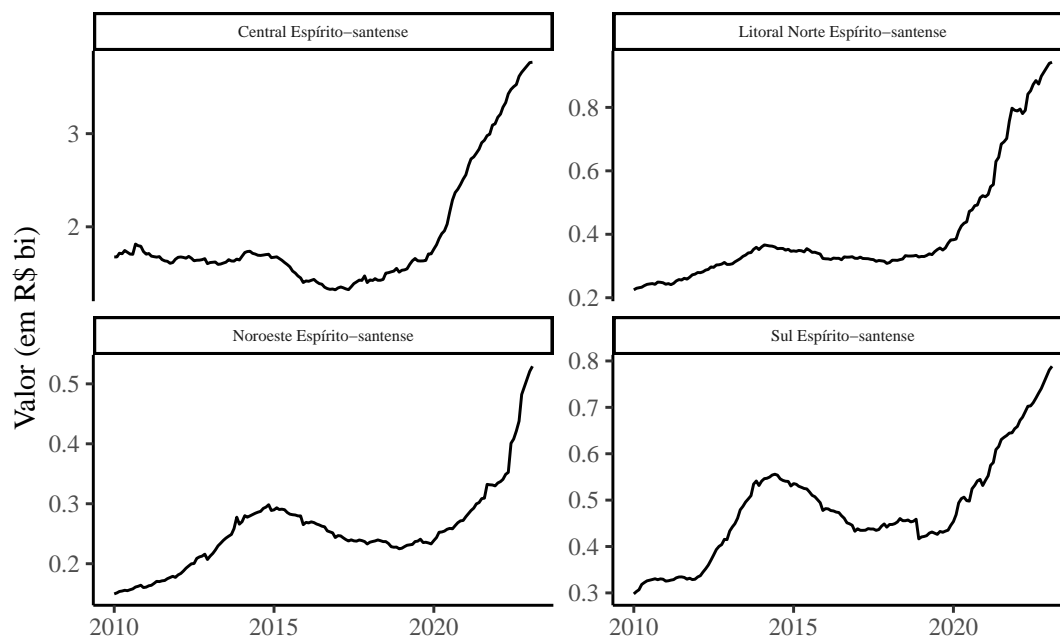 Central Espírito−santense
Litoral Norte Espírito−santense
3
2
0.8
0.6
0.4
0.2
Noroeste Espírito−santense
Sul Espírito−santense
0.5
0.4
0.3
0.2
0.8
0.7
0.6
0.5
0.4
0.3
2010 2015 2020
2010 2015 2020
Valor (em R$ bi)